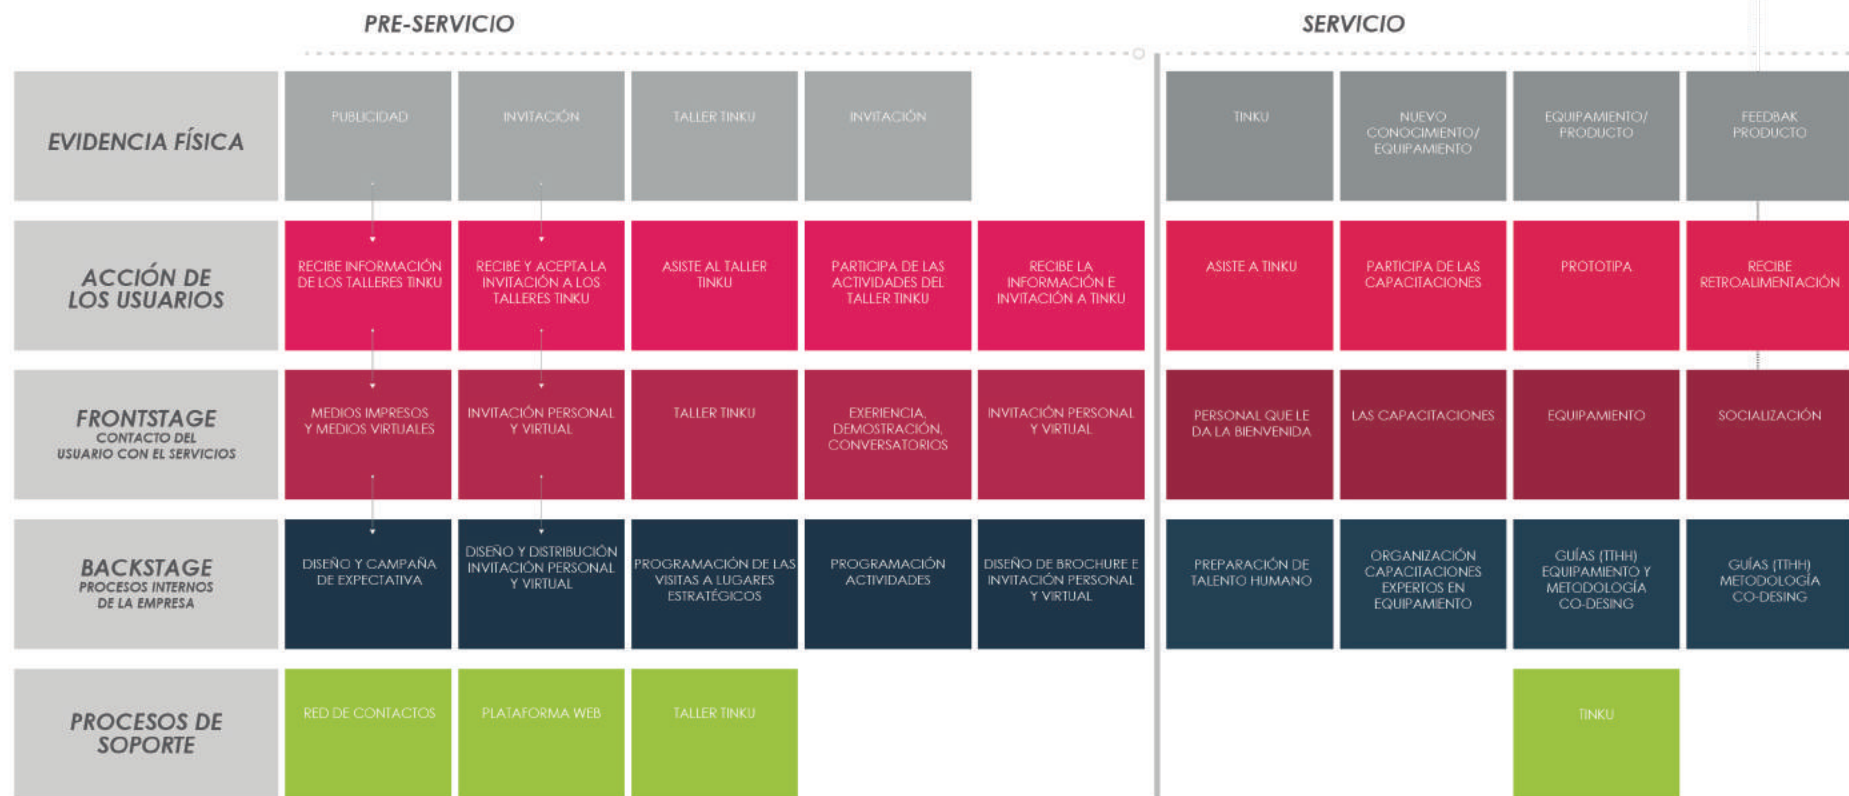 PRE-SERVICIO
SERVICIO
EVIDENCIA FÍSICA
PUBLICIDAD
INVITACIÓN
TALLER TINKU
INVITACIÓN
TINKU
NUEVO
CONOCIMIENTO/
EQUIPAMIENTO
EQUIPAMIENTO/
PRODUCTO
FEEDBAK
PRODUCTO
ACCIÓN DE
LOS USUARIOS
RECIBE INFORMACIÓN
DE LOS TALLERES TINKU
RECIBE Y ACEPTA LA
INVITACIÓN A LOS
TALLERES TINKU
ASISTE AL TALLER
TINKU
PARTICIPA DE LAS
ACTIVIDADES DEL
TALLER TINKU
RECIBE LA
INFORMACIÓN E
INVITACIÓN A TINKU
ASISTE A TINKU
PARTICIPA DE LAS
CAPACITACIONES
PROTOTIPA
RECIBE
RETROALIMENTACIÓN
FRONTSTAGE
CONTACTO DEL
USUARIO CON EL SERVICIOS
MEDIOS IMPRESOS
Y MEDIOS VIRTUALES
INVITACIÓN PERSONAL
Y VIRTUAL
TALLER TINKU
EXERIENCIA,
DEMOSTRACIÓN,
CONVERSATORIOS
INVITACIÓN PERSONAL
Y VIRTUAL
PERSONAL QUE LE
DA LA BIENVENIDA
LAS CAPACITACIONES
EQUIPAMIENTO
SOCIALIZACIÓN
BACKSTAGE
PROCESOS INTERNOS
DE LA EMPRESA
DISEÑO Y CAMPAÑA
DE EXPECTATIVA
DISEÑO Y DISTRIBUCIÓN
INVITACIÓN PERSONAL
Y VIRTUAL
PROGRAMACIÓN DE LAS
VISITAS A LUGARES
ESTRATÉGICOS
PROGRAMACIÓN
ACTIVIDADES
DISEÑO DE BROCHURE E
INVITACIÓN PERSONAL
Y VIRTUAL
PREPARACIÓN DE
TALENTO HUMANO
ORGANIZACIÓN
CAPACITACIONES
EXPERTOS EN
EQUIPAMIENTO
GUÍAS (TTHH)
EQUIPAMIENTO Y
METODOLOGÍA
CO-DESING
GUÍAS (TTHH)
METODOLOGÍA
CO-DESING
PROCESOS DE
SOPORTE
RED DE CONTACTOS
PLATAFORMA WEB
TALLER TINKU
TINKU